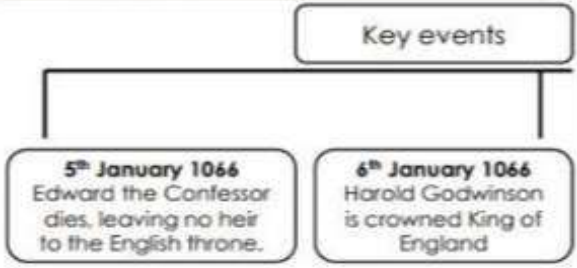 Key events
5th January 1066
Edward the Confessor
dies, leaving no heir
to the English throne.
6th January 1066
Harold Godwinson
is crowned King of
England